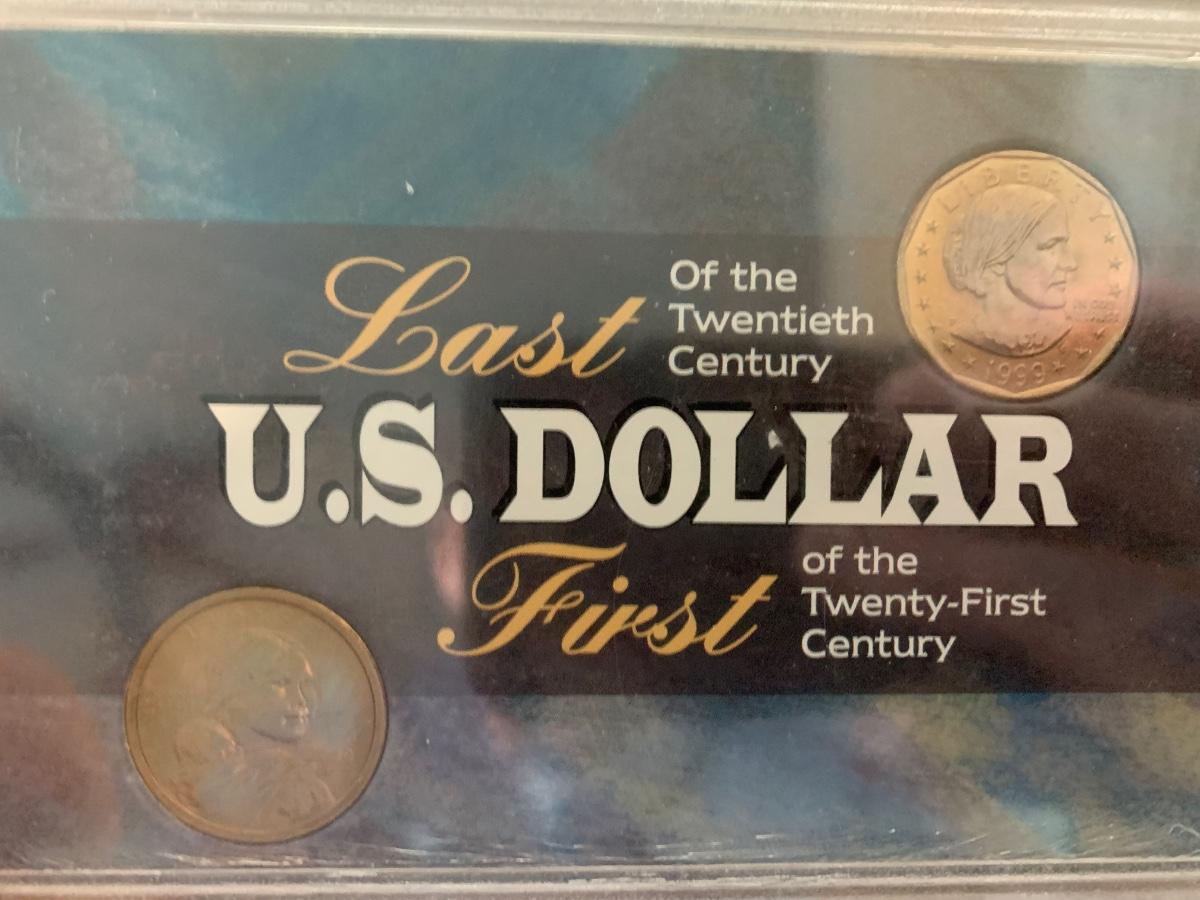 Last
Of the
Twentieth
Century
U.S. DOLLAR
First
of the
Twenty-First
Century
LIBERTY
1999